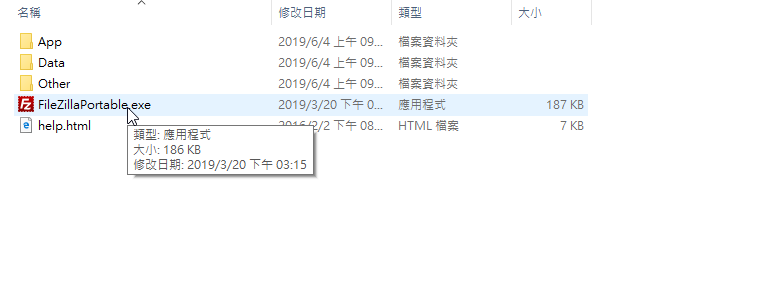 名稱 修改日期 類型 大小
App 2019/6/4 上午 09... 檔案資料夾
Data 2019/6/4 上午 09... 檔案資料夾
Other 2019/6/4 上午 09... 檔案資料夾
FileZillaPortable.exe 2019/3/20 下午 0... 應用程式 187 KB
help.html 2016/2/2 下午 08... HTML 檔案 7 KB
類型: 應用程式
大小: 186 KB
修改日期: 2019/3/20 下午 03:15